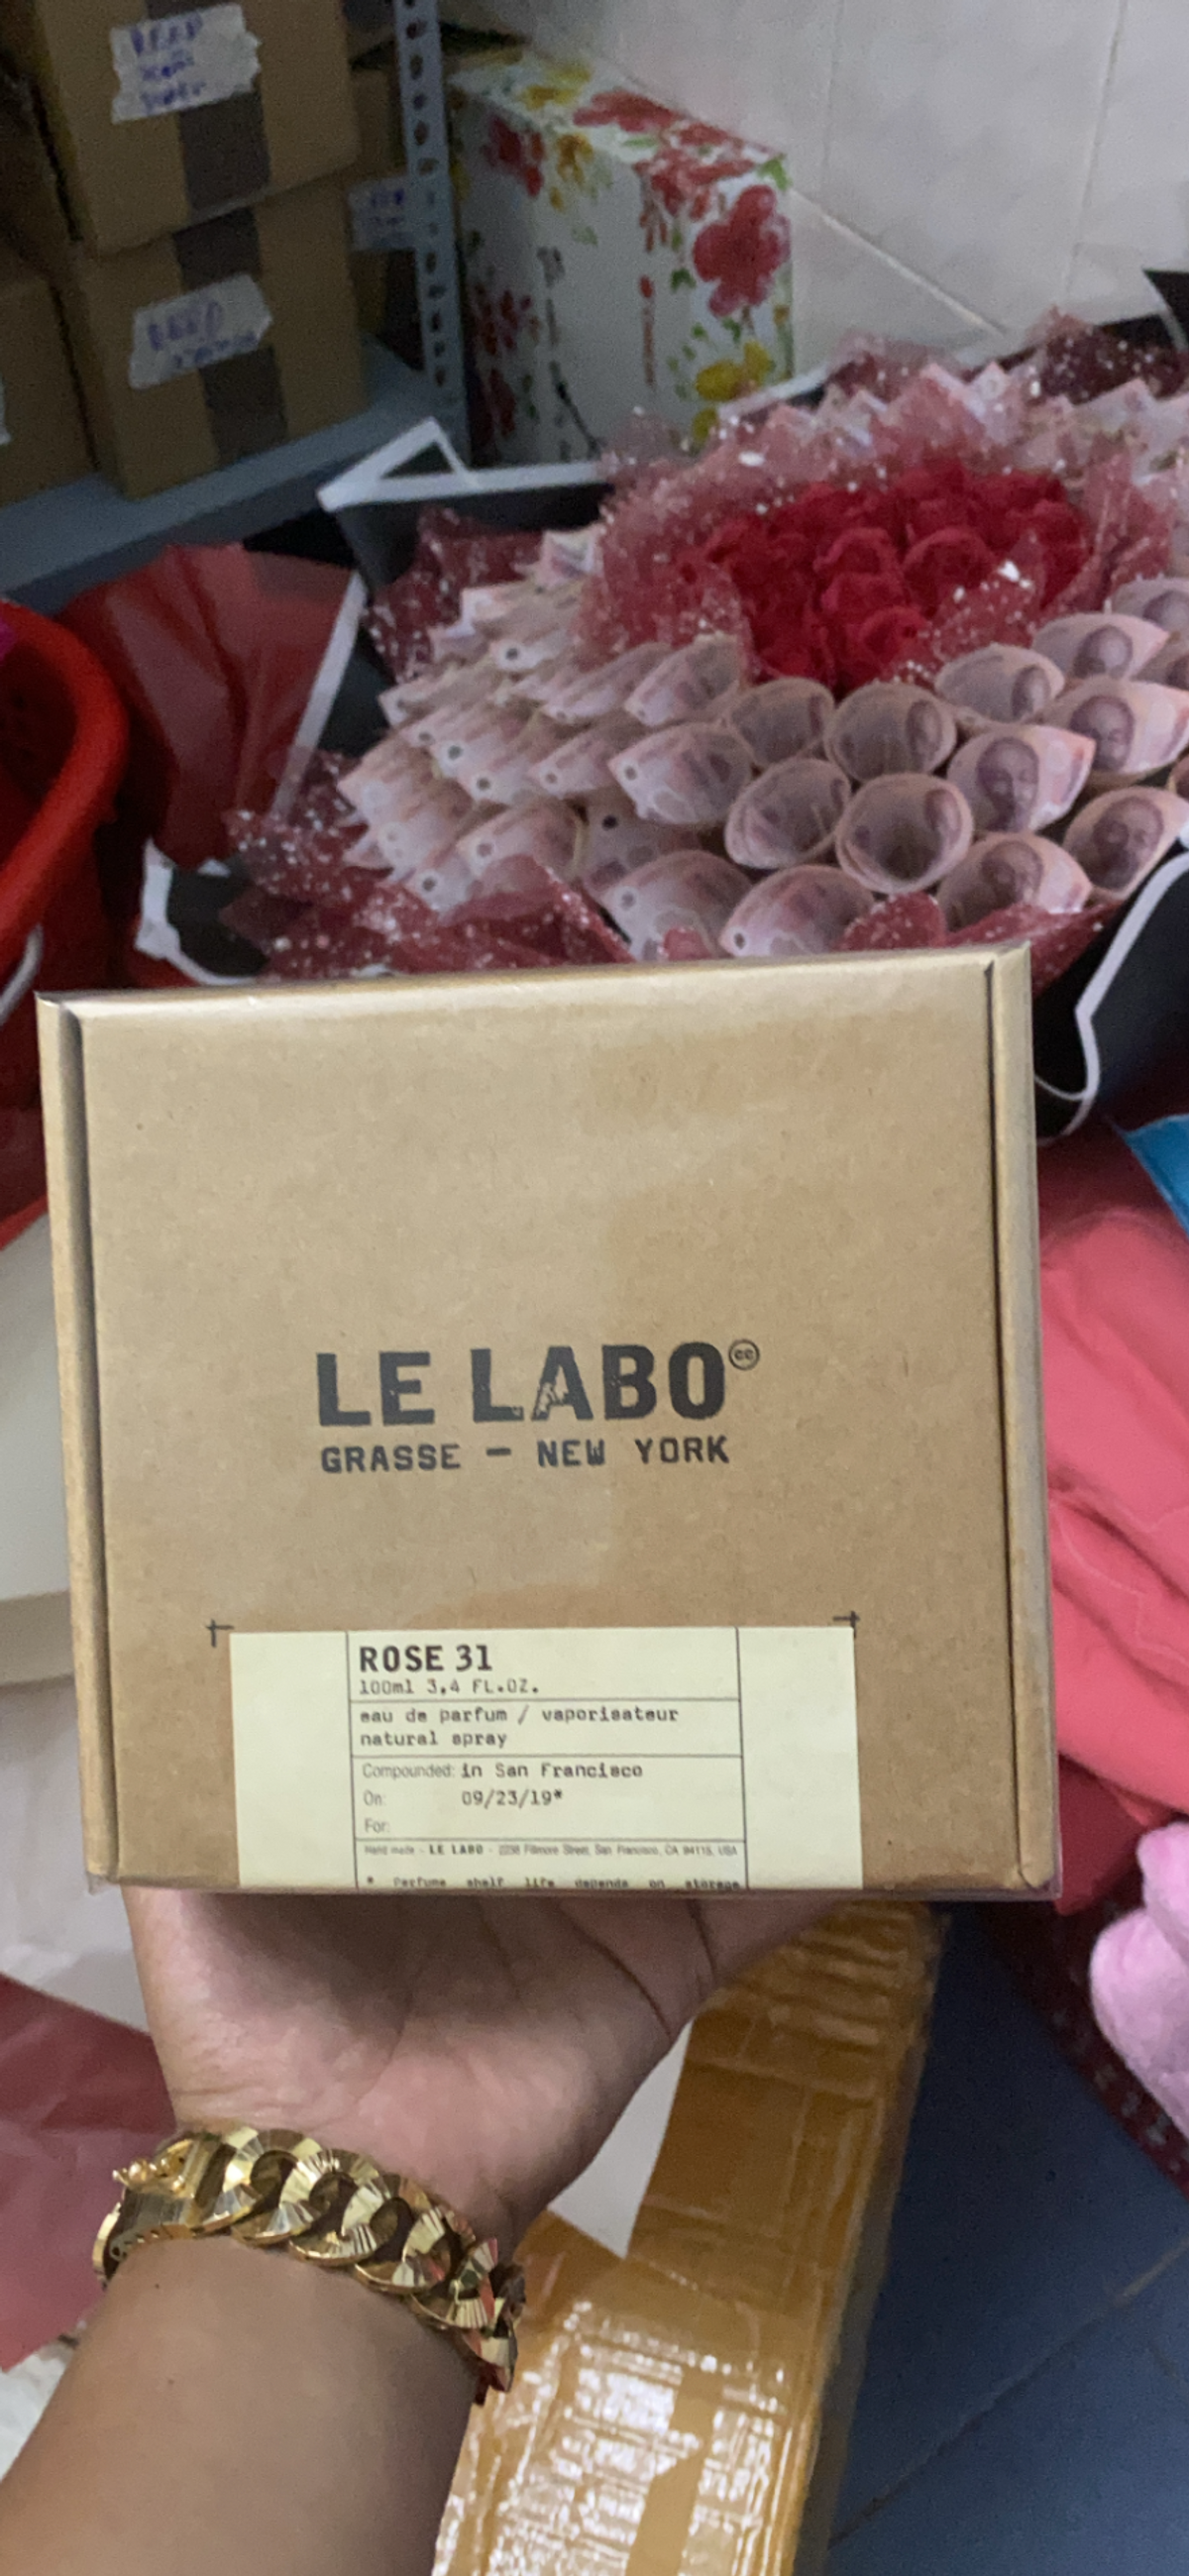 LE LABO
GRASSE — NEW YORK
ROSE 31
100ml 3.4 FL.OZ.
eau de parfum / vaporisateur
natural spray
Compounded: in San Francisco
On: 09/23/19*
For:
Hand made - LE LABO - 2238 Fillmore Street, San Francisco, CA 94115, USA
* Perfume shelf life depends on storage